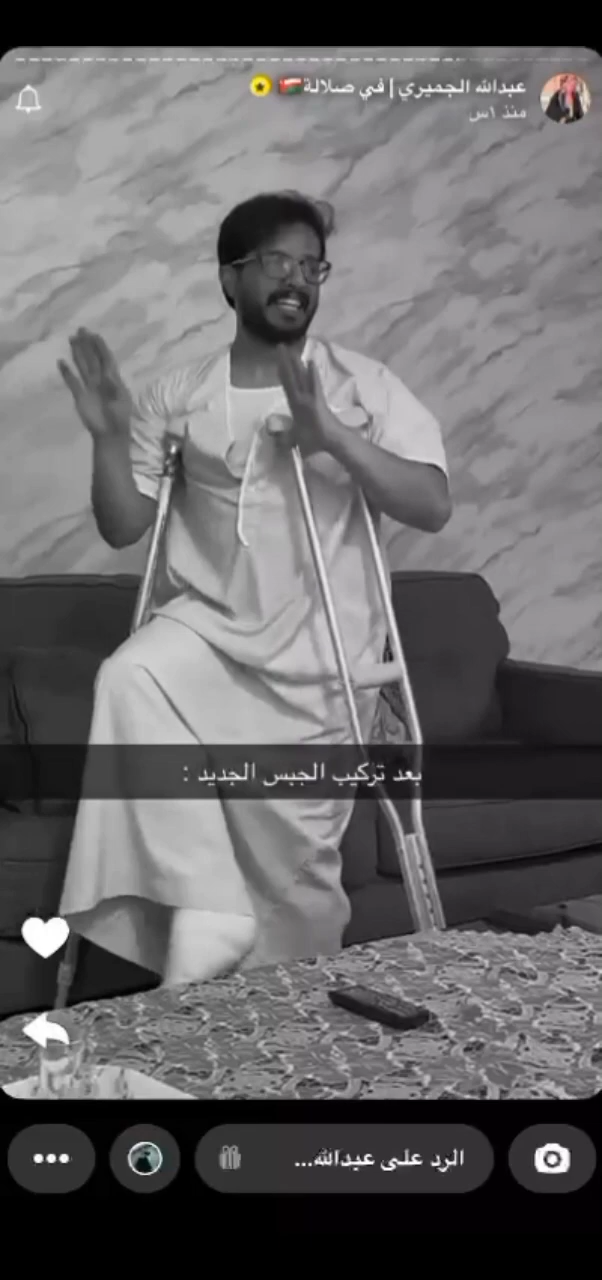 عبدالله الجميري | في صلالة🇴🇲
منذ ١س
بعد تركيب الجبس الجديد :
الرد على عبدالله...